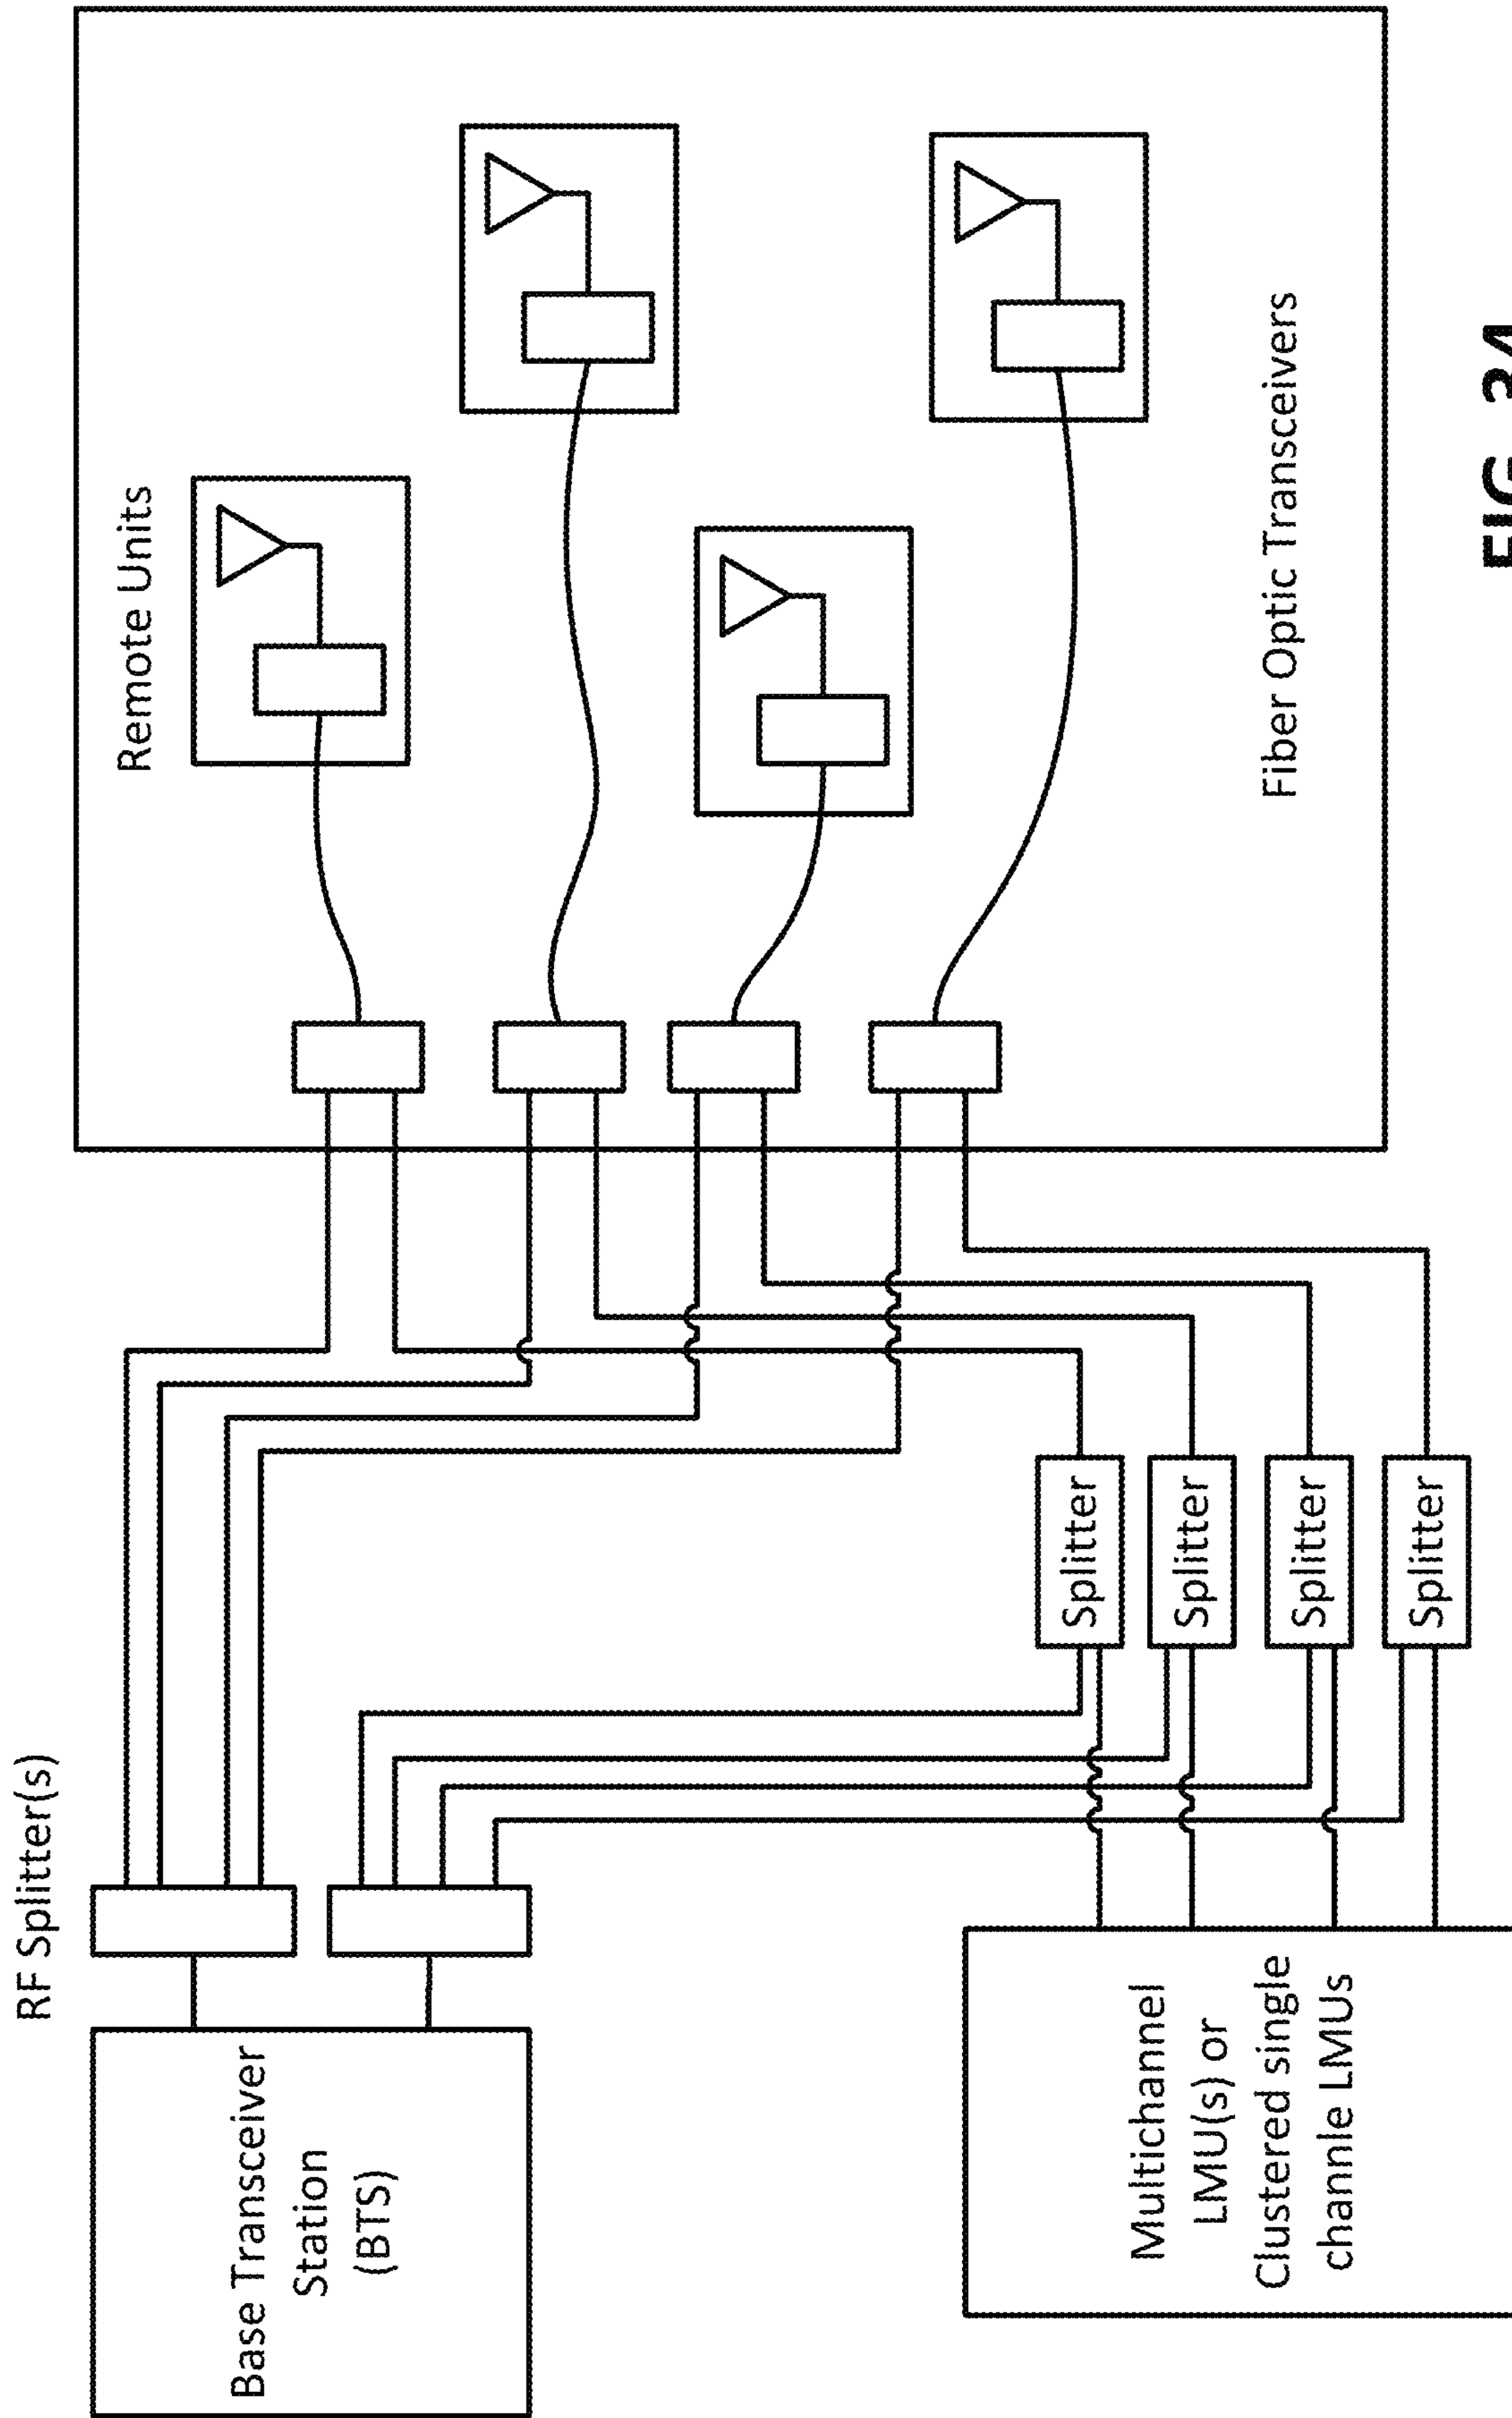 RF Splitter(s)
Base Transceiver
Station
(BTS)
Remote Units
Splitter
Splitter
Splitter
Splitter
Multichannel
LMU(s) or
Clustered single
channle LMUs
Fiber Optic Transceivers